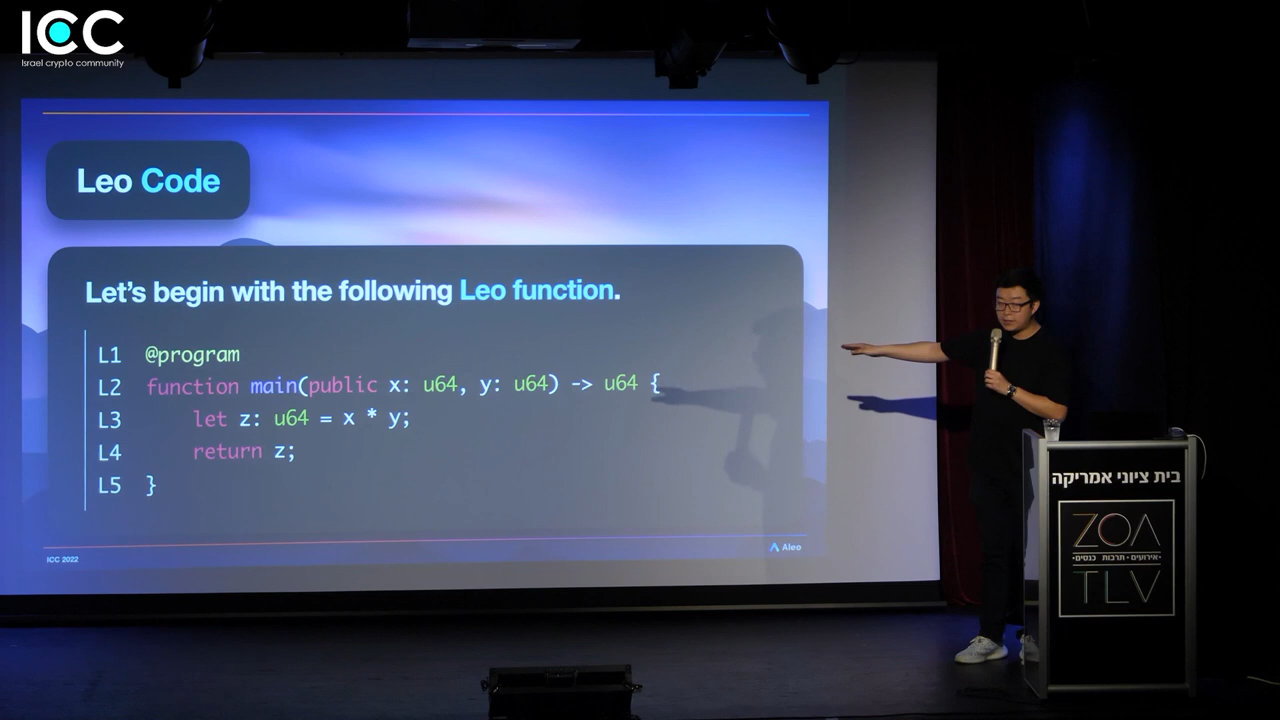 ICC
Israel crypto community
Leo Code
Let's begin with the following Leo function.
L1 @program
L2 function main(public x: u64, y: u64) -> u64 {
L3 let z: u64 = x * y;
L4 return z;
L5 }
ICC 2022
Aleo
בית ציוני אמריקה
ZOA
•אירועים • תרבות כנסים•
TLV